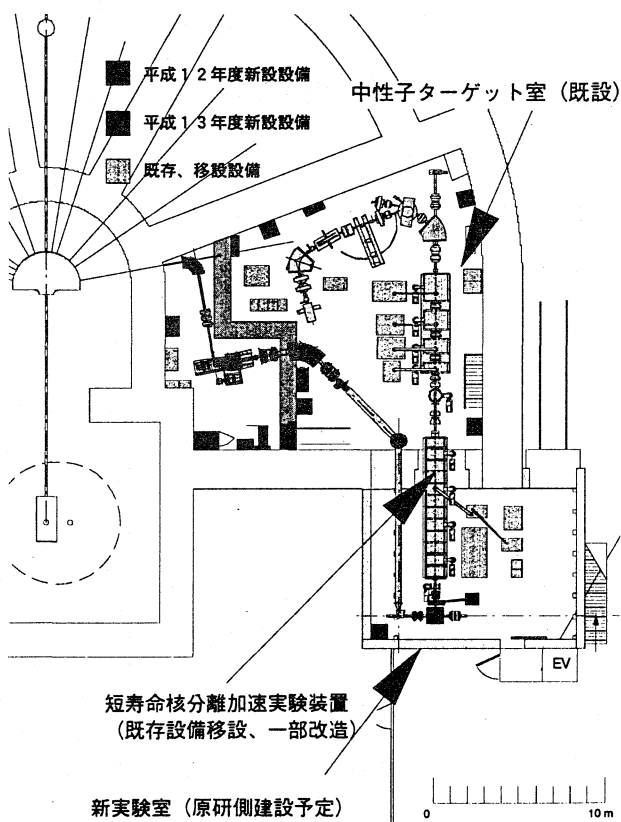 平成１２年度新設設備
平成１３年度新設設備
既存、移設設備
中性子ターゲット室（既設）
EV
短寿命核分離加速実験装置
（既存設備移設、一部改造）
新実験室（原研側建設予定）
0
10 m